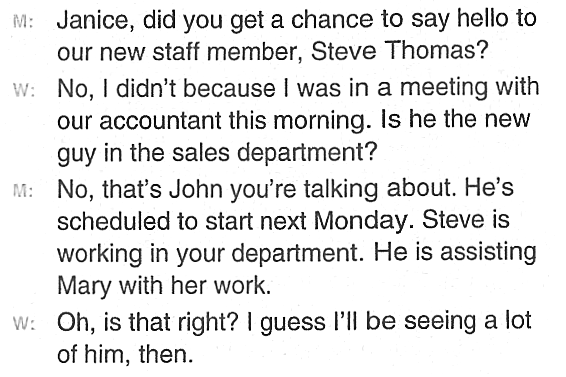 M: Janice, did you get a chance to say hello to
our new staff member, Steve Thomas?
W: No, I didn't because I was in a meeting with
our accountant this morning. Is he the new
guy in the sales department?
M: No, that's John you're talking about. He's
scheduled to start next Monday. Steve is
working in your department. He is assisting
Mary with her work.
W: Oh, is that right? I guess I'll be seeing a lot
of him, then.